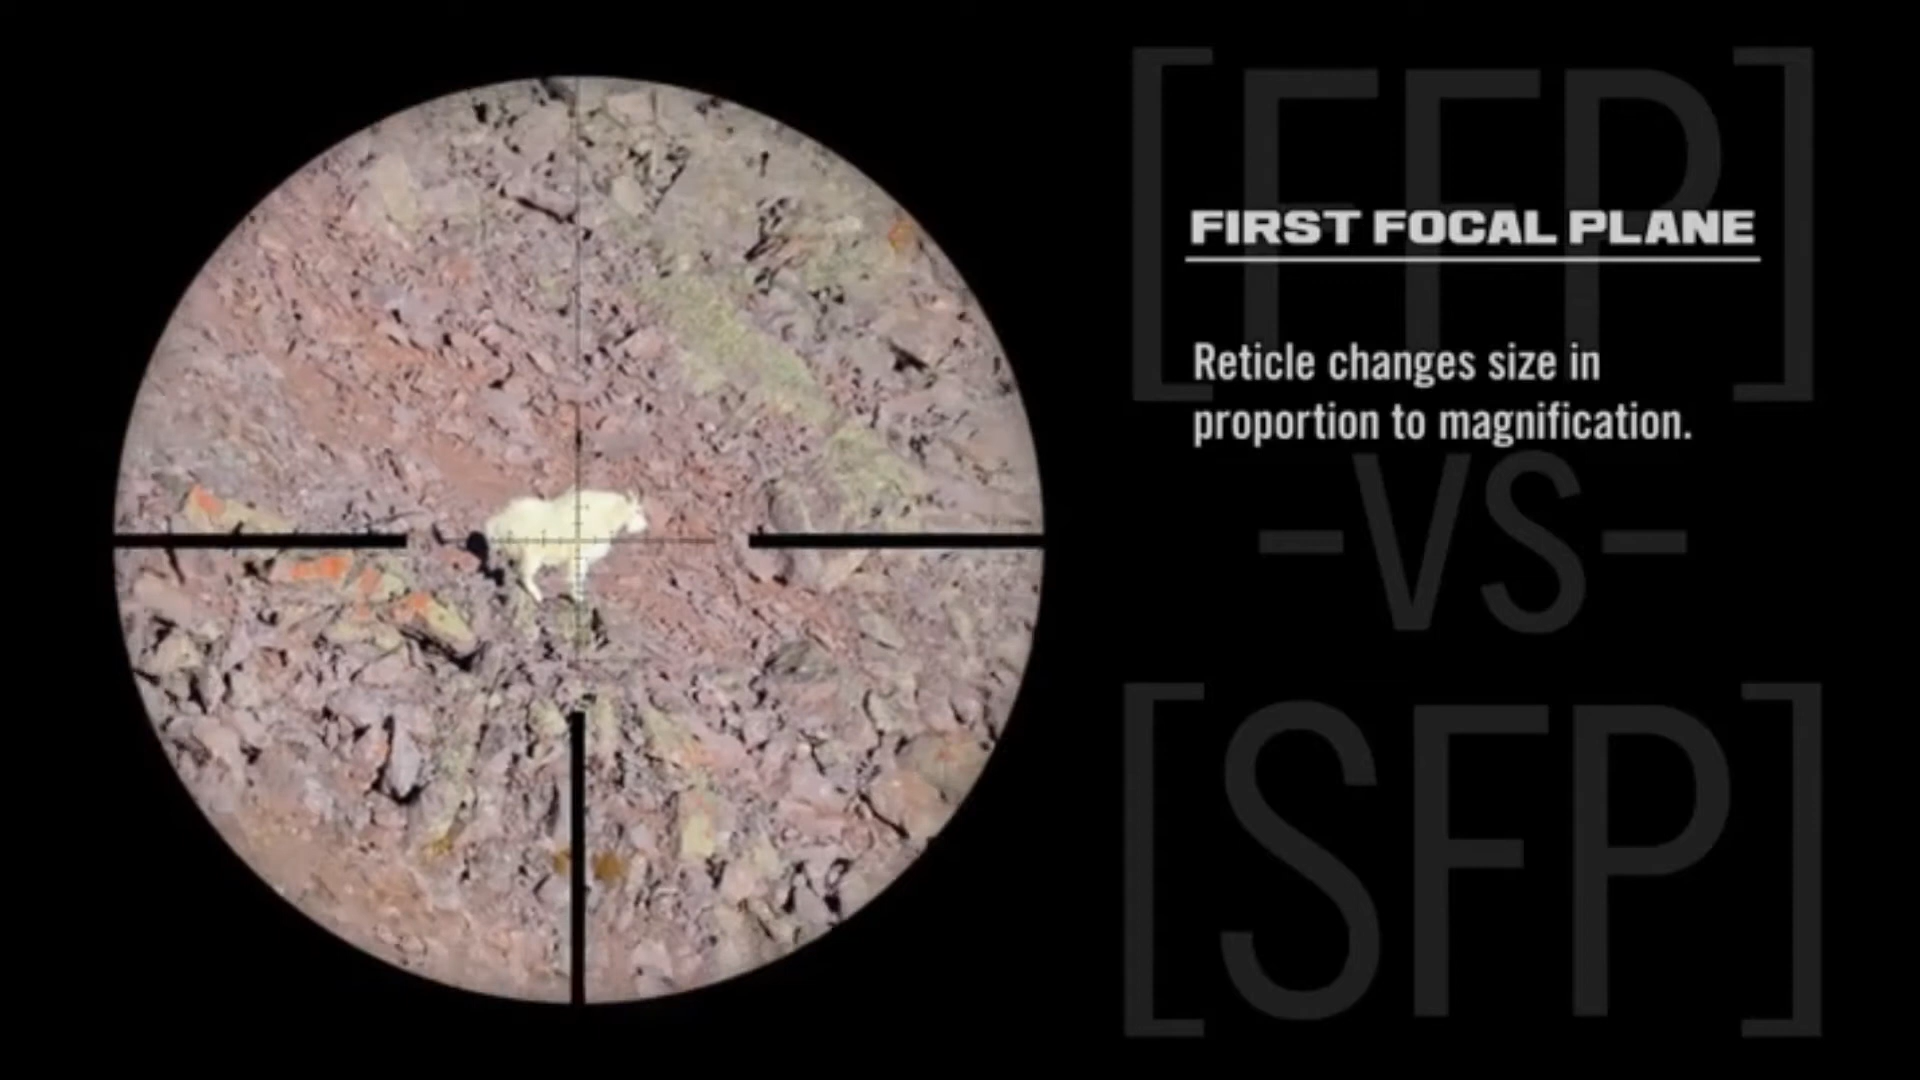 [FFP]
FIRST FOCAL PLANE
Reticle changes size in
proportion to magnification.
-VS-
[SFP]